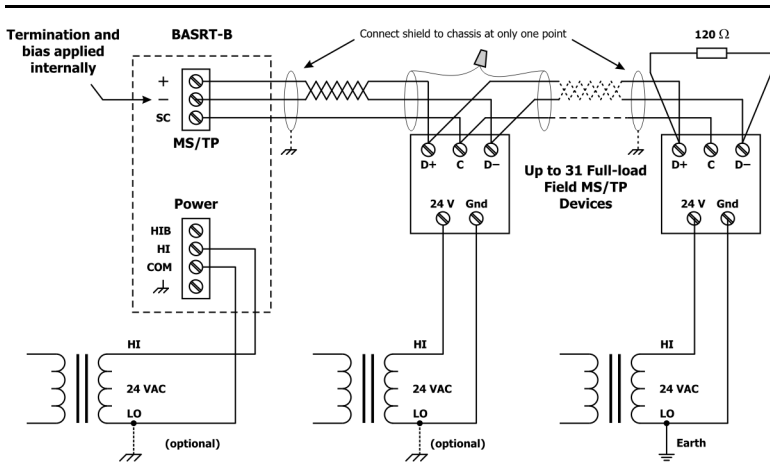 Termination and
bias applied
internally
BASRT-B
Connect shield to chassis at only one point
120 Ω
+
−
SC
MS/TP
D+ C D−
Up to 31 Full-load
Field MS/TP
Devices
D+ C D−
Power
24 V Gnd
24 V Gnd
HIB
HI
COM
HI
24 VAC
LO
(optional)
HI
24 VAC
LO
(optional)
HI
24 VAC
LO
Earth